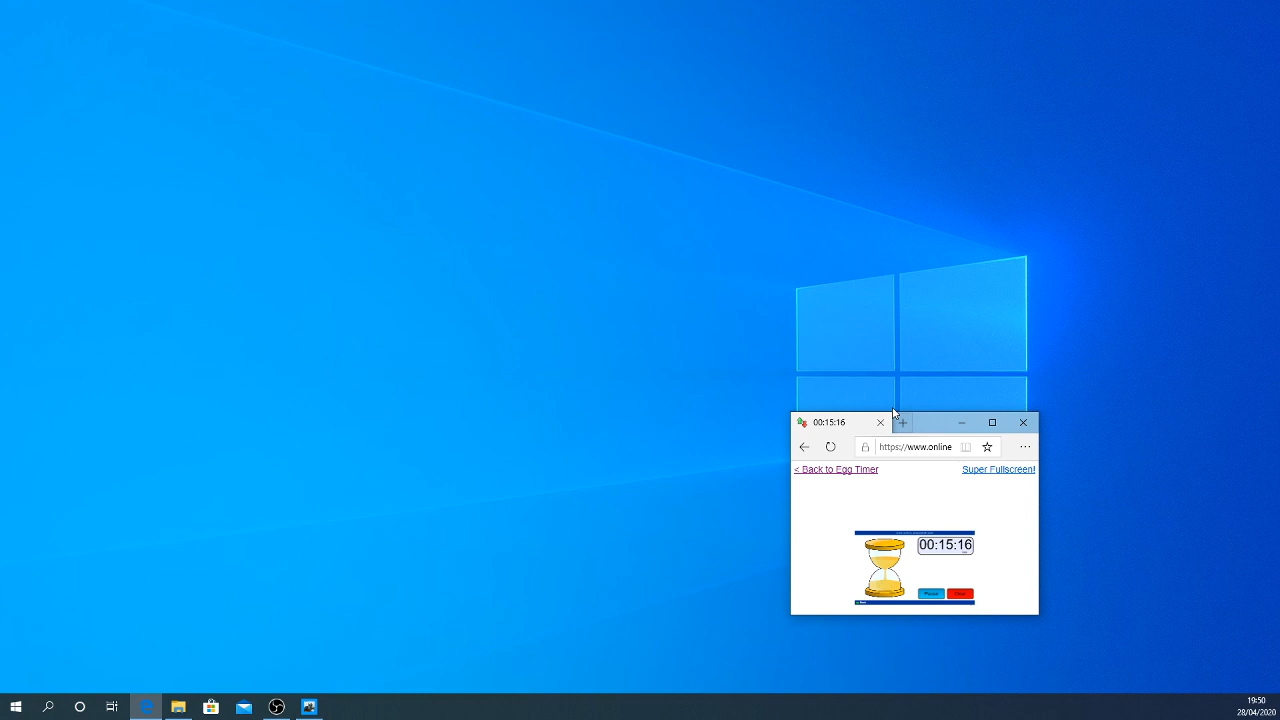 00:15:16
https://www.online
< Back to Egg Timer
Super Fullscreen!
00:15:16
Pause
19:50
28/04/2020